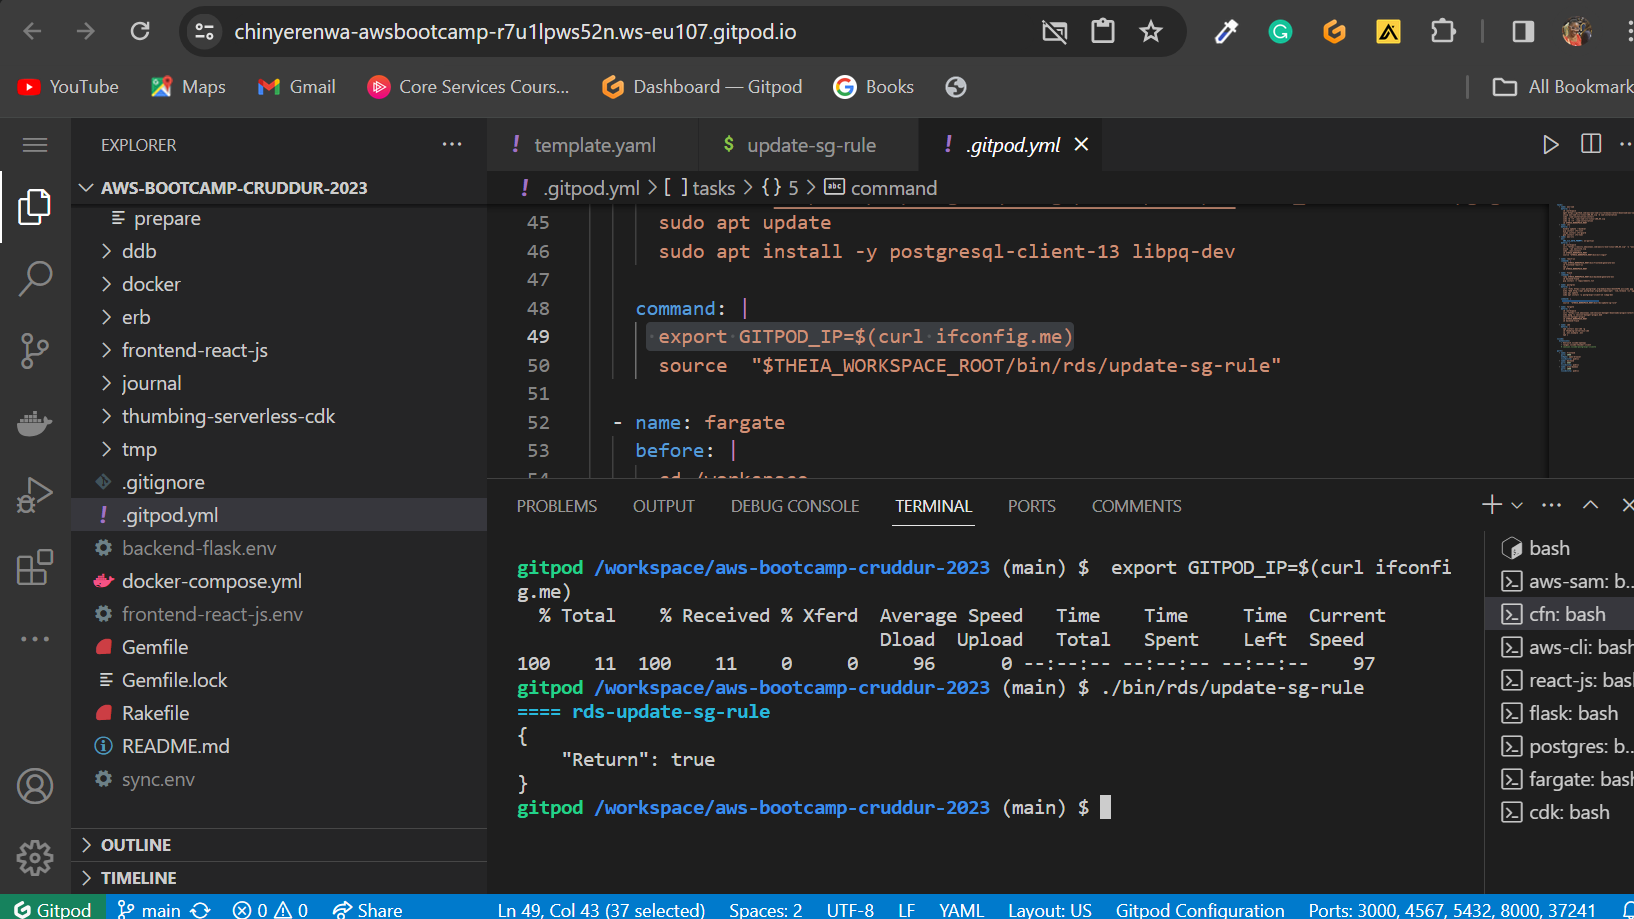 chinyerenwa-awsbootcamp-r7u1lpws52n.ws-eu107.gitpod.io
YouTube Maps Gmail Core Services Cours... Dashboard — Gitpod Books All Bookmark
EXPLORER
AWS-BOOTCAMP-CRUDDUR-2023
prepare
ddb
docker
erb
frontend-react-js
journal
thumbing-serverless-cdk
tmp
.gitignore
.gitpod.yml
backend-flask.env
docker-compose.yml
frontend-react-js.env
Gemfile
Gemfile.lock
Rakefile
README.md
sync.env
OUTLINE
TIMELINE
template.yaml update-sg-rule .gitpod.yml
.gitpod.yml > [ ] tasks > {} 5 > abc command
45 sudo apt update
46 sudo apt install -y postgresql-client-13 libpq-dev
47
48 command: |
49 export GITPOD_IP=$(curl ifconfig.me)
50 source  "$THEIA_WORKSPACE_ROOT/bin/rds/update-sg-rule"
51
52 - name: fargate
53 before: |
54 cd /workspace
PROBLEMS OUTPUT DEBUG CONSOLE TERMINAL PORTS COMMENTS
gitpod /workspace/aws-bootcamp-cruddur-2023 (main) $  export GITPOD_IP=$(curl ifconfi
g.me)
% Total % Received % Xferd Average Speed Time Time Time Current
Dload Upload Total Spent Left Speed
100 11 100 11 0 0 96 0 --:--:-- --:--:-- --:--:-- 97
gitpod /workspace/aws-bootcamp-cruddur-2023 (main) $ ./bin/rds/update-sg-rule
==== rds-update-sg-rule
{
"Return": true
}
gitpod /workspace/aws-bootcamp-cruddur-2023 (main) $
bash
aws-sam: b...
cfn: bash
aws-cli: bash
react-js: bas
flask: bash
postgres: b...
fargate: bash
cdk: bash
Gitpod main 0 0 Share Ln 49, Col 43 (37 selected) Spaces: 2 UTF-8 LF YAML Layout: US Gitpod Configuration Ports: 3000, 4567, 5432, 8000, 37241